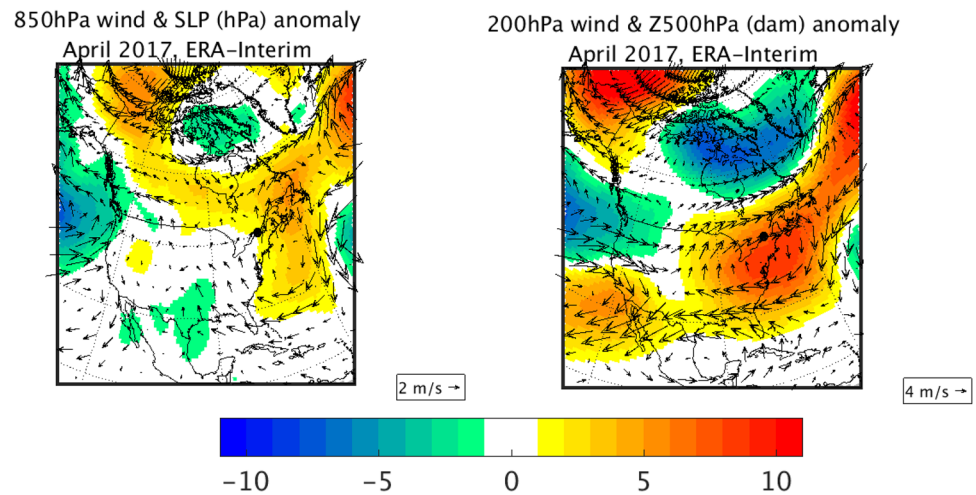 850hPa wind & SLP (hPa) anomaly
April 2017, ERA-Interim
200hPa wind & Z500hPa (dam) anomaly
April 2017, ERA-Interim
2 m/s →
4 m/s →
−10 −5 0 5 10